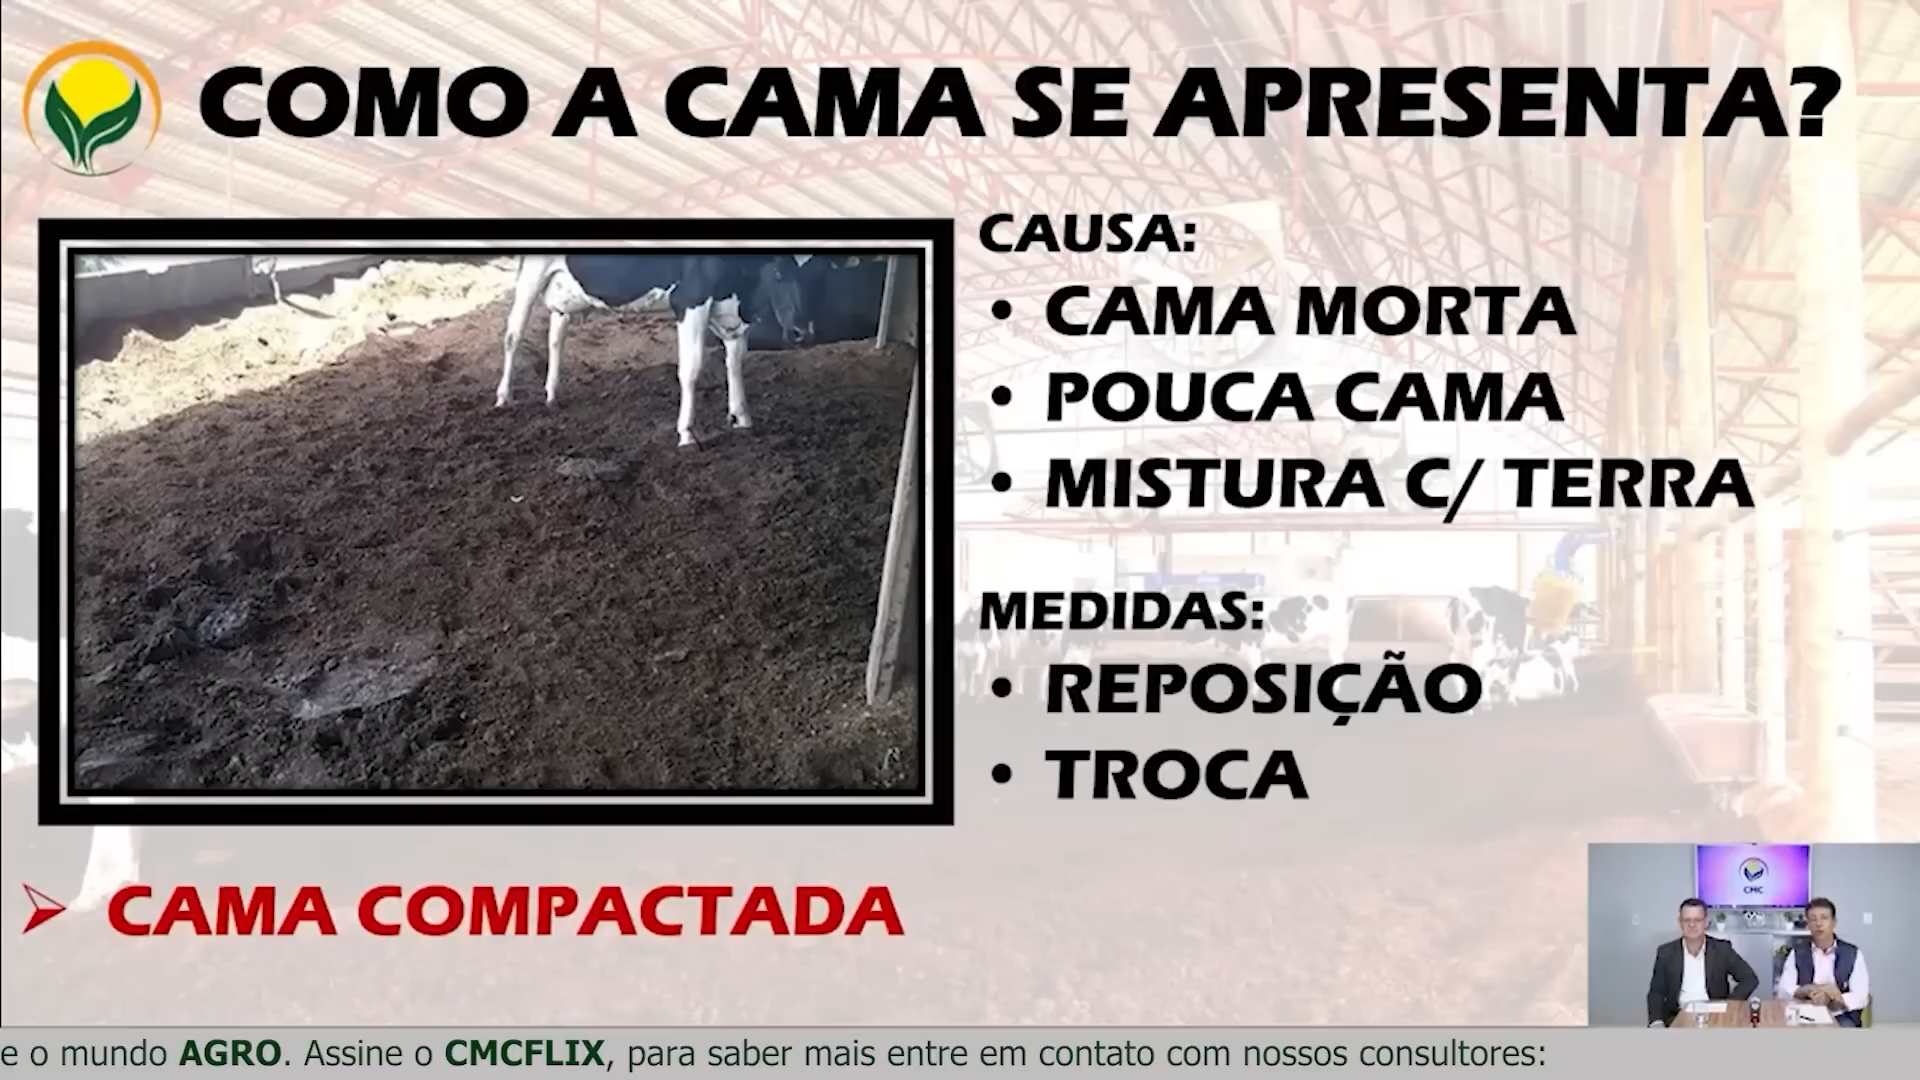 COMO A CAMA SE APRESENTA?
CAUSA:
• CAMA MORTA
• POUCA CAMA
• MISTURA C/ TERRA
MEDIDAS:
• REPOSIÇÃO
• TROCA
➢ CAMA COMPACTADA
CMC
e o mundo AGRO. Assine o CMCFLIX, para saber mais entre em contato com nossos consultores: